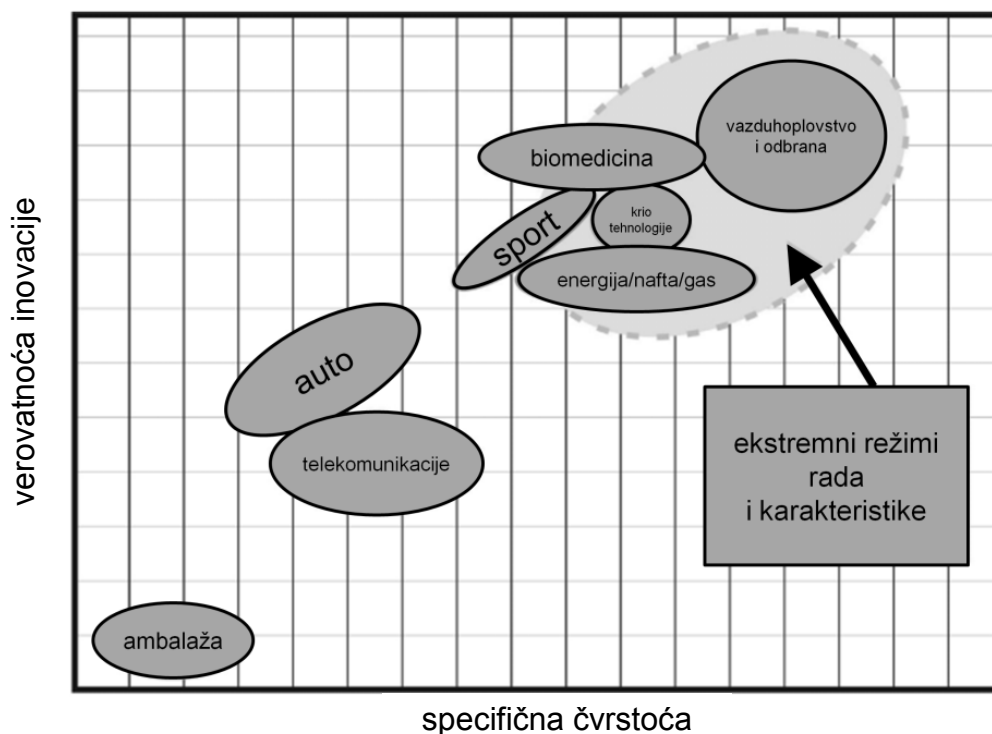 verovatnoća inovacije
vazduhoplovstvo
i odbrana
biomedicina
krio
tehnologije
sport
energija/nafta/gas
auto
telekomunikacije
ekstremni režimi
rada
i karakteristike
ambalaža
specifična čvrstoća